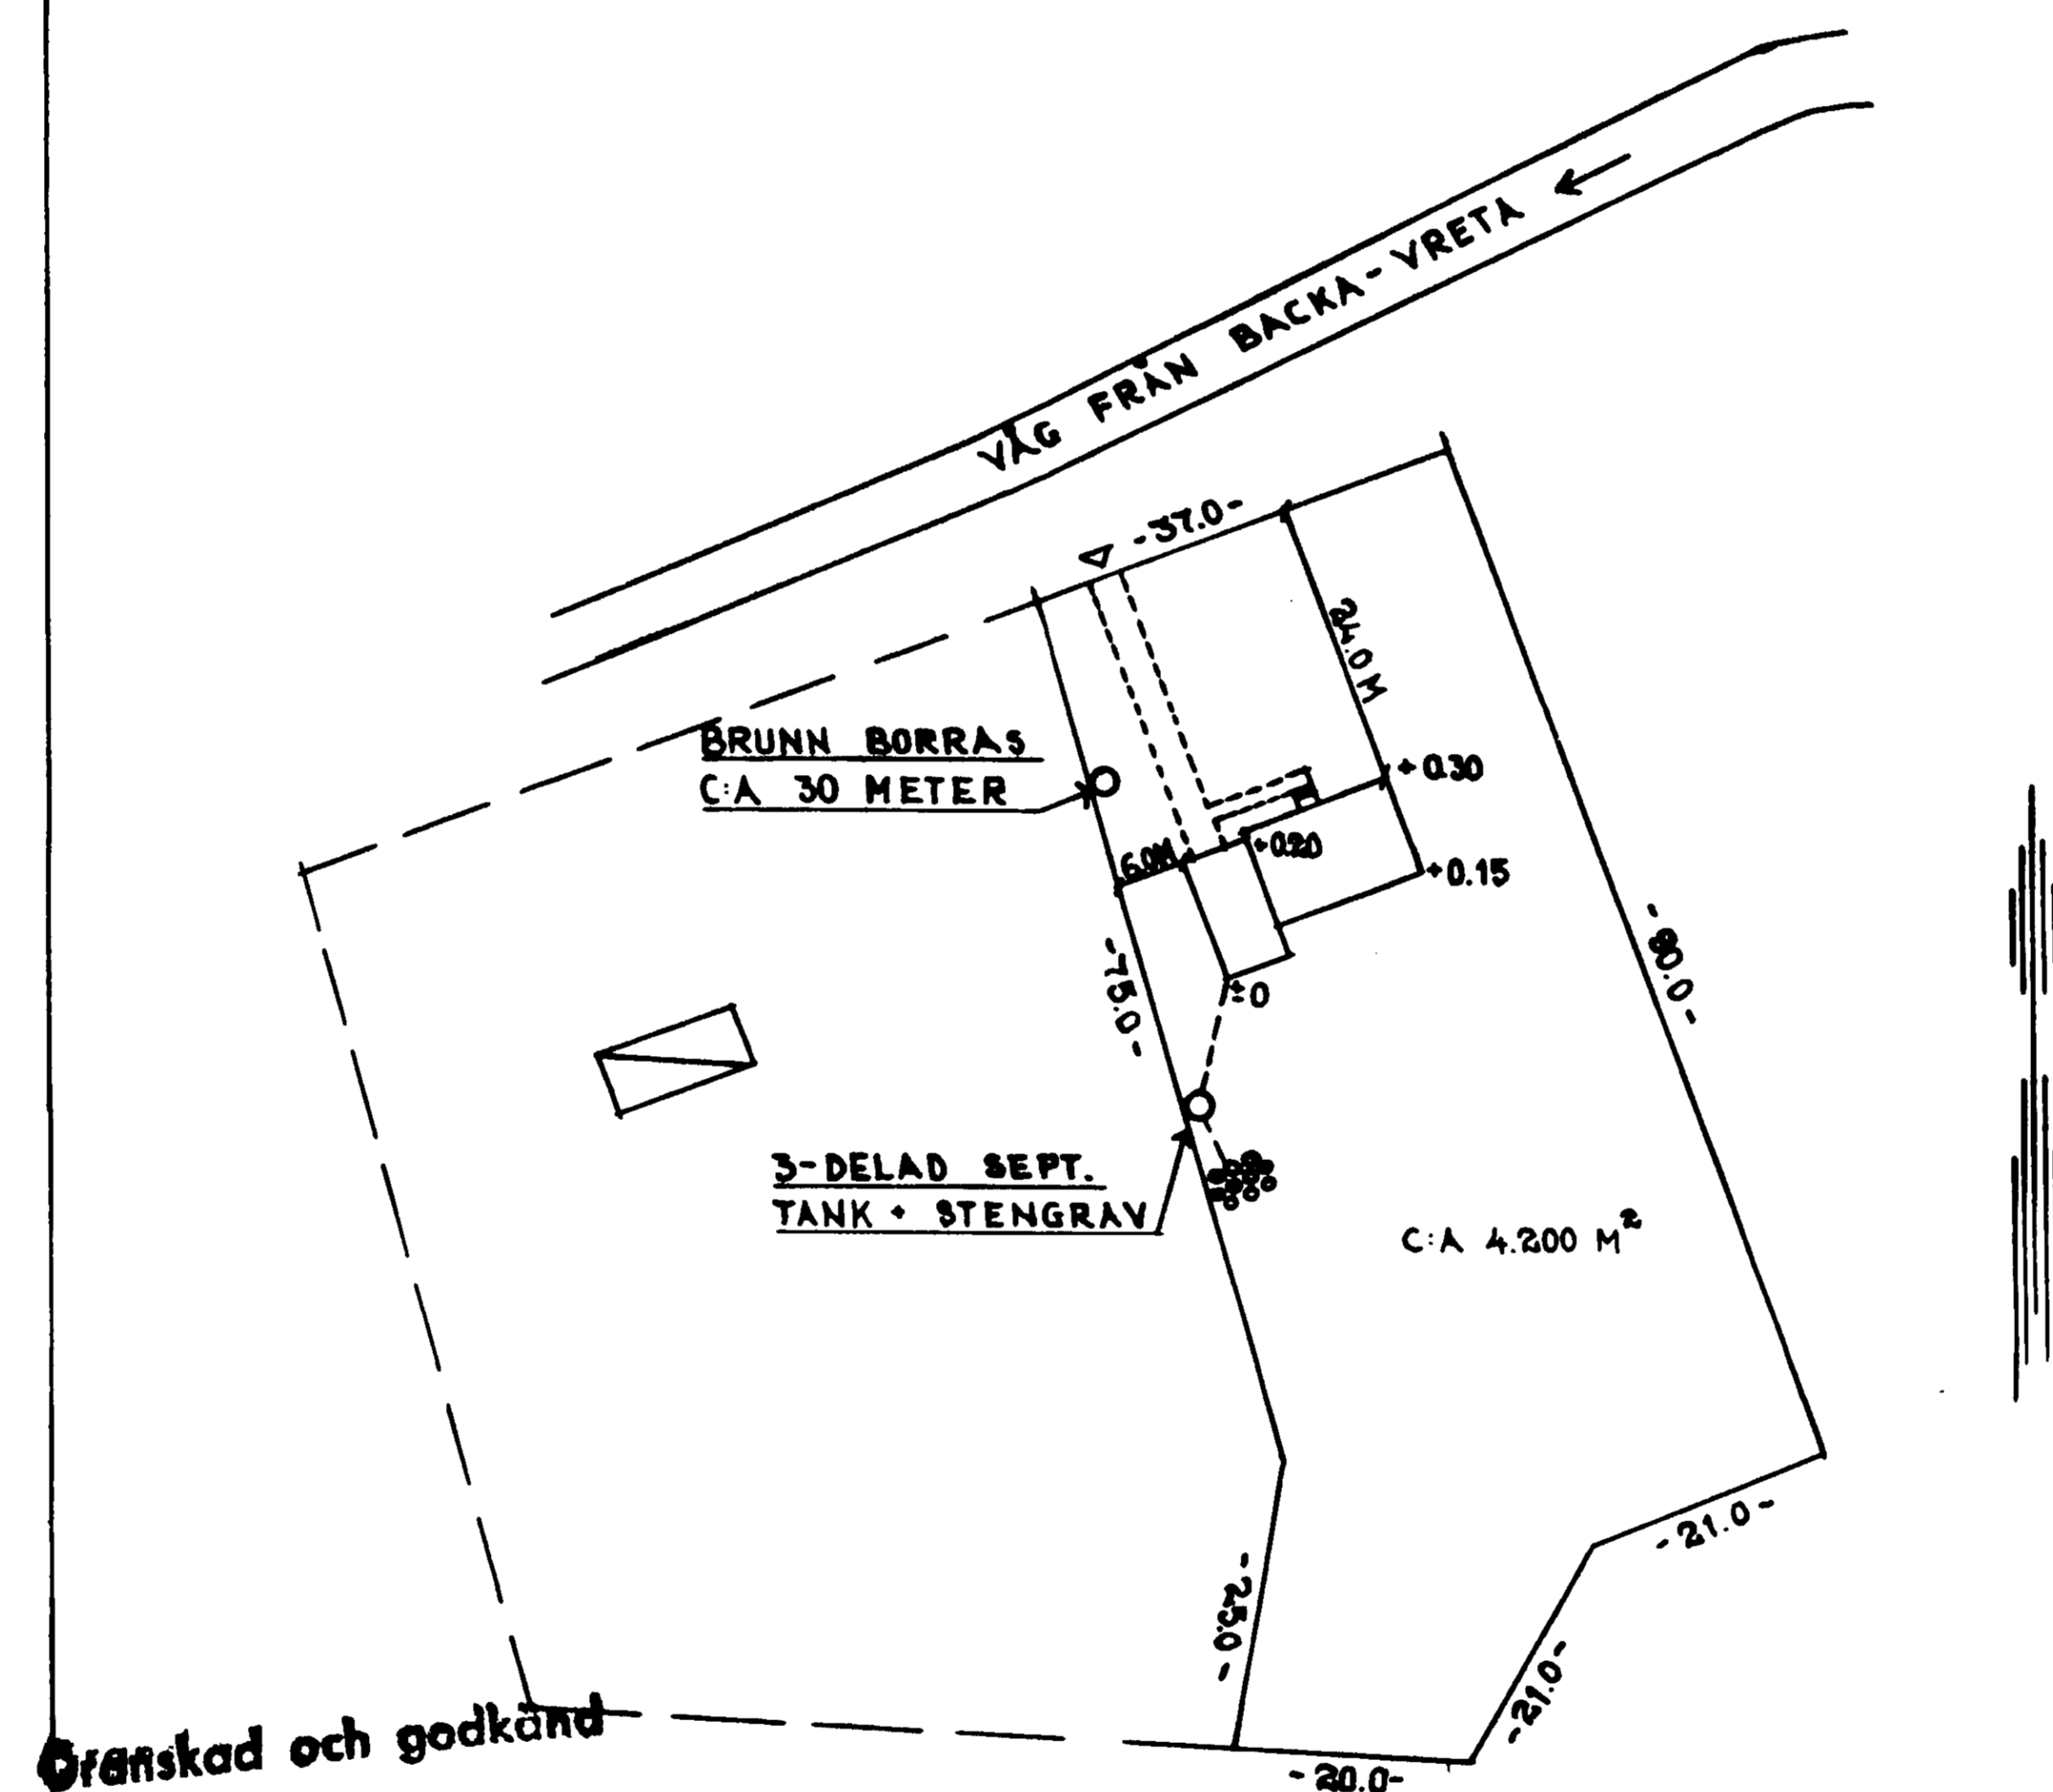 VÄG FRÅN BACKA-VRETA
-37.0-
BRUNN BORRAS
C:A 30 METER
+0.30
6.0M
+0.20
+0.15
-75.0-
-80.0-
±0
3-DELAD SEPT.
TANK + STENGRAV
C:A 4.200 M²
-21.0-
-25.0-
-21.0-
Granskad och godkänd
-20.0-